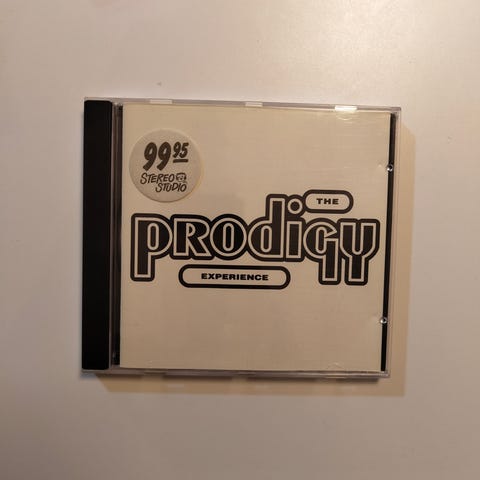 99 95
STEREO
STUDIO
THE
prodigy
EXPERIENCE